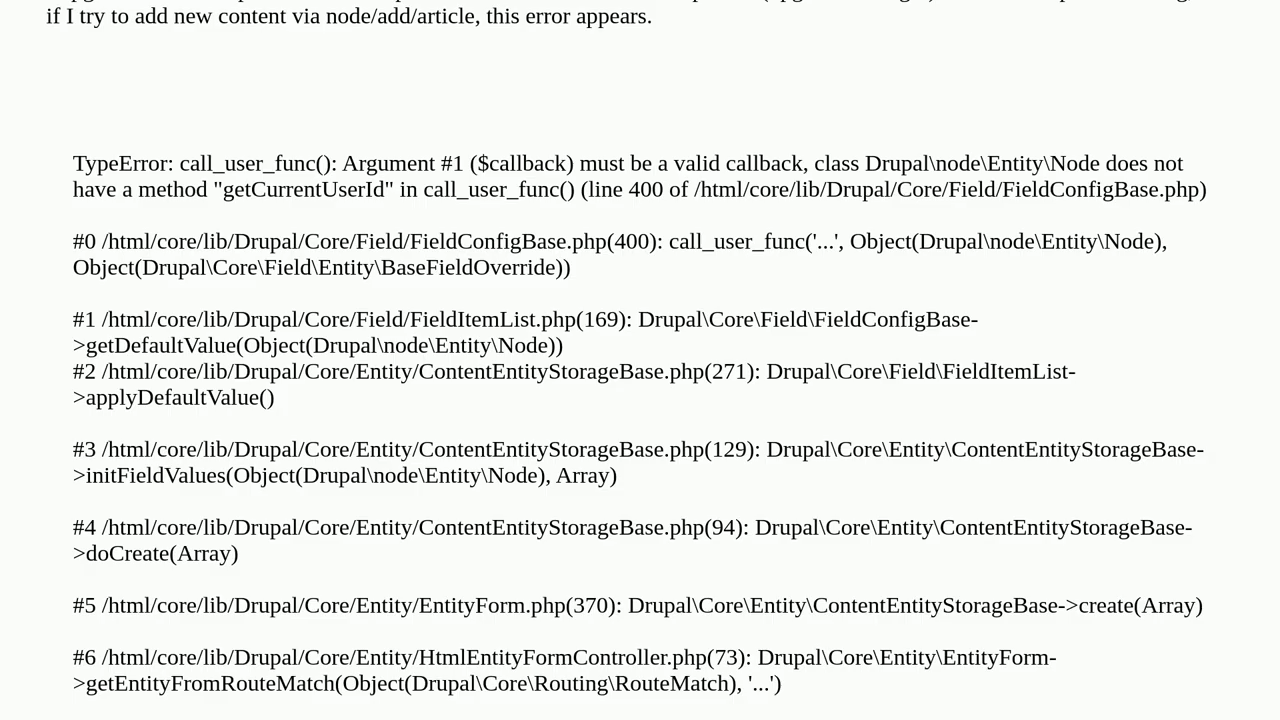 if I try to add new content via node/add/article, this error appears.
TypeError: call_user_func(): Argument #1 ($callback) must be a valid callback, class Drupal\node\Entity\Node does not
have a method "getCurrentUserId" in call_user_func() (line 400 of /html/core/lib/Drupal/Core/Field/FieldConfigBase.php)
#0 /html/core/lib/Drupal/Core/Field/FieldConfigBase.php(400): call_user_func('...', Object(Drupal\node\Entity\Node),
Object(Drupal\Core\Field\Entity\BaseFieldOverride))
#1 /html/core/lib/Drupal/Core/Field/FieldItemList.php(169): Drupal\Core\Field\FieldConfigBase-
>getDefaultValue(Object(Drupal\node\Entity\Node))
#2 /html/core/lib/Drupal/Core/Entity/ContentEntityStorageBase.php(271): Drupal\Core\Field\FieldItemList-
>applyDefaultValue()
#3 /html/core/lib/Drupal/Core/Entity/ContentEntityStorageBase.php(129): Drupal\Core\Entity\ContentEntityStorageBase-
>initFieldValues(Object(Drupal\node\Entity\Node), Array)
#4 /html/core/lib/Drupal/Core/Entity/ContentEntityStorageBase.php(94): Drupal\Core\Entity\ContentEntityStorageBase-
>doCreate(Array)
#5 /html/core/lib/Drupal/Core/Entity/EntityForm.php(370): Drupal\Core\Entity\ContentEntityStorageBase->create(Array)
#6 /html/core/lib/Drupal/Core/Entity/HtmlEntityFormController.php(73): Drupal\Core\Entity\EntityForm-
>getEntityFromRouteMatch(Object(Drupal\Core\Routing\RouteMatch), '...')